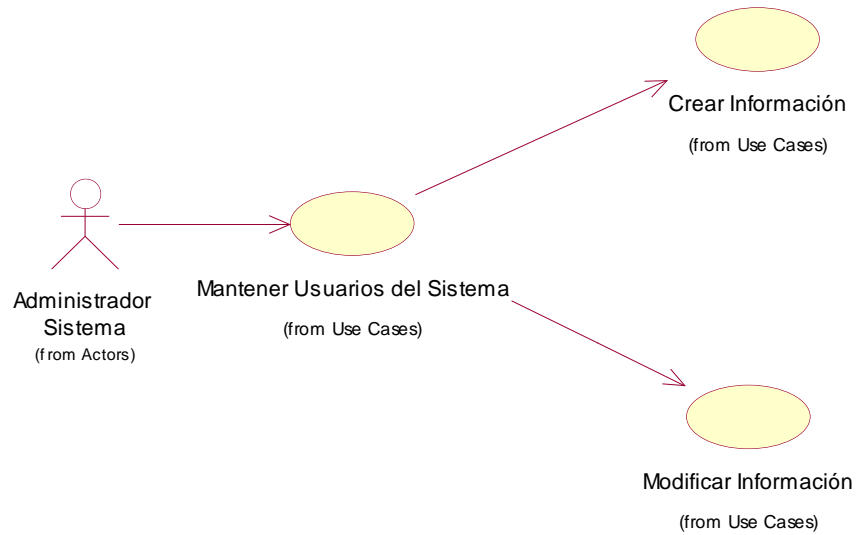 Crear Información
(from Use Cases)
Mantener Usuarios del Sistema
(from Use Cases)
Administrador
Sistema
(from Actors)
Modificar Información
(from Use Cases)